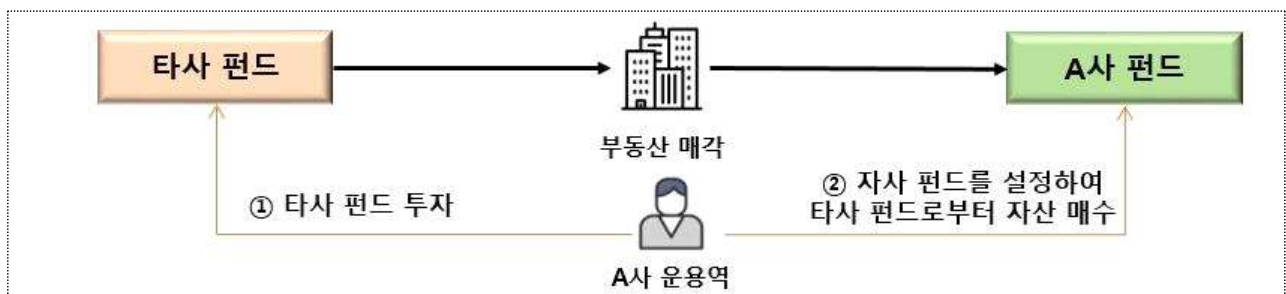 타사 펀드
A사 펀드
부동산 매각
① 타사 펀드 투자
② 자사 펀드를 설정하여
타사 펀드로부터 자산 매수
A사 운용역